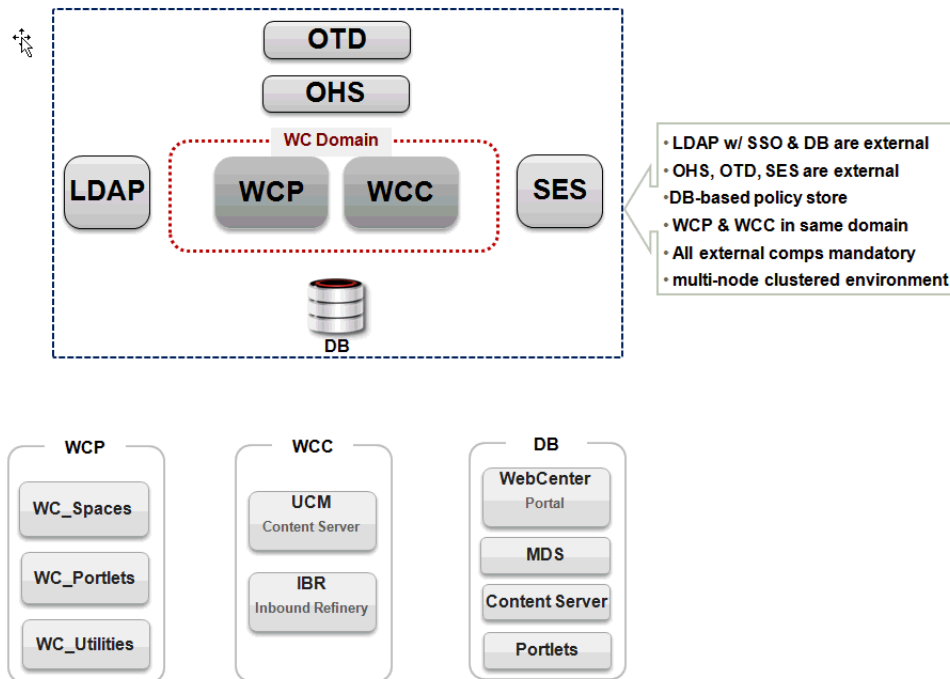 OTD
OHS
WC Domain
LDAP
WCP
WCC
SES
DB
• LDAP w/ SSO & DB are external
• OHS, OTD, SES are external
•DB-based policy store
• WCP & WCC in same domain
• All external comps mandatory
• multi-node clustered environment
WCP
WC_Spaces
WC_Portlets
WC_Utilities
WCC
UCM
Content Server
IBR
Inbound Refinery
DB
WebCenter
Portal
MDS
Content Server
Portlets